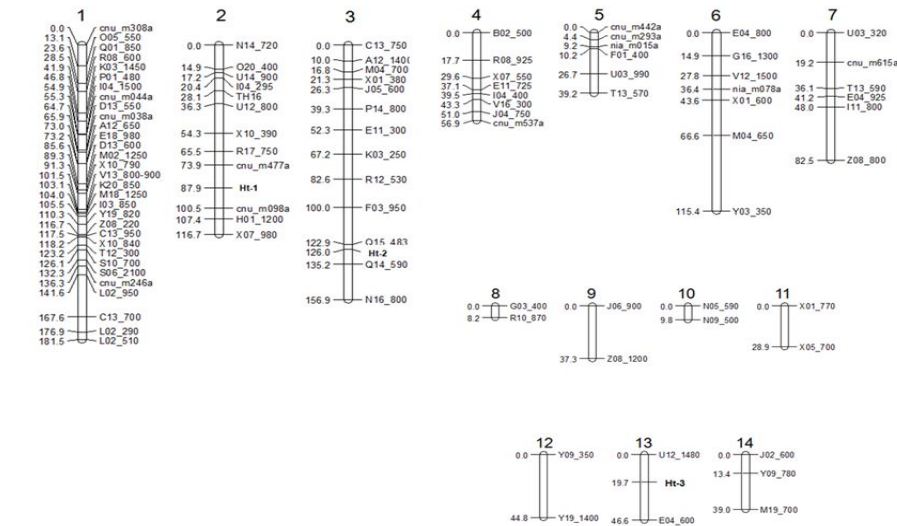 1
0.0 cnu_m308a
13.1 O05_550
23.6 Q01_850
28.5 R08_600
41.9 K03_1450
46.8 P01_480
54.9 I04_1500
55.3 cnu_m044a
64.7 D13_550
65.9 cnu_m038a
73.0 A12_650
73.2 E18_980
85.6 D13_600
89.3 M02_1250
91.3 X10_790
101.5 V13_800-900
103.1 K20_850
104.0 M18_1250
105.5 I03_850
110.3 Y19_820
116.7 Z08_220
117.5 C13_950
118.2 X10_840
123.2 T12_300
126.1 S10_700
132.3 S06_2100
136.3 cnu_m246a
141.6 L02_950
167.6 C13_700
176.9 L02_290
181.5 L02_510
2
0.0 N14_720
14.9 O20_400
17.2 U14_900
20.4 I04_295
28.1 TH16
36.3 U12_800
54.3 X10_390
65.5 R17_750
73.9 cnu_m477a
87.9 Ht-1
100.5 cnu_m098a
107.4 H01_1200
116.7 X07_980
3
0.0 C13_750
10.0 A12_140(
16.8 M04_700
21.3 X01_380
26.3 J05_600
39.3 P14_800
52.3 E11_300
67.2 K03_250
82.6 R12_530
100.0 F03_950
122.9 Q15_483
126.0 Ht-2
135.2 Q14_590
156.9 N16_800
4
0.0 B02_500
17.7 R08_925
29.6 X07_550
37.1 E11_725
39.5 I04_400
43.3 V16_300
51.0 J04_750
56.9 cnu_m537a
5
0.0 cnu_m442a
4.4 cnu_m293a
9.2 nia_m015a
10.2 F01_400
26.7 U03_990
39.2 T13_570
6
0.0 E04_800
14.9 G16_1300
27.8 V12_1500
36.4 nia_m078a
43.6 X01_600
66.6 M04_650
115.4 Y03_350
7
0.0 U03_320
19.2 cnu_m615a
36.1 T13_590
41.2 E04_925
48.0 I11_800
82.5 Z08_800
8
0.0 G03_400
8.2 R10_870
9
0.0 J06_900
37.3 Z08_1200
10
0.0 N05_590
9.8 N09_500
11
0.0 X01_770
28.9 X05_700
12
0.0 Y09_350
44.8 Y19_1400
13
0.0 U12_1480
19.7 Ht-3
46.6 E04_600
14
0.0 J02_600
13.4 Y09_780
39.0 M19_700